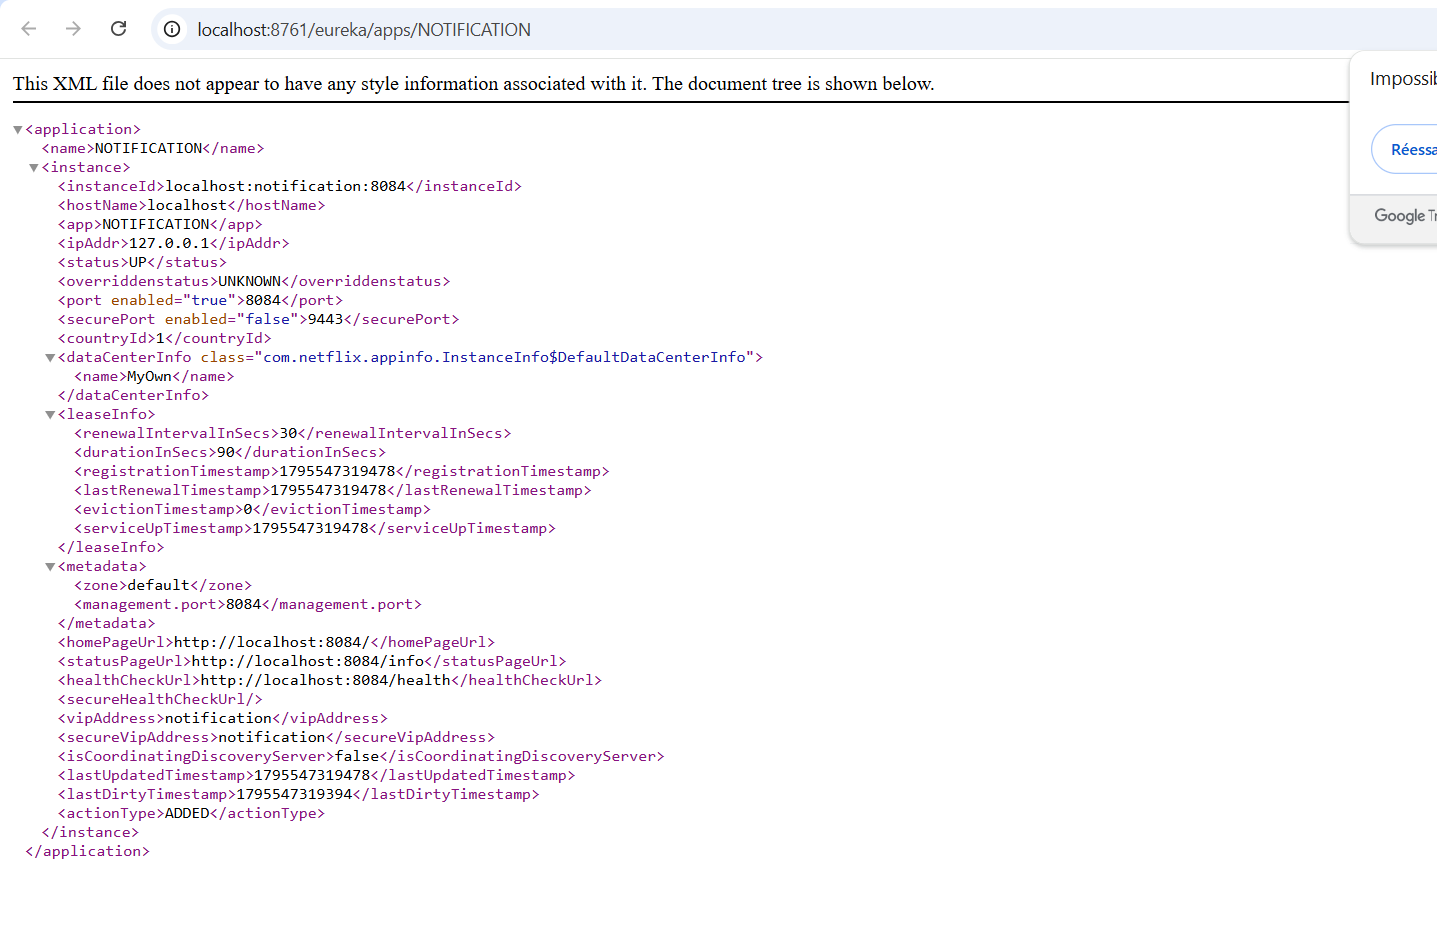 localhost:8761/eureka/apps/NOTIFICATION
This XML file does not appear to have any style information associated with it. The document tree is shown below.
<application>
<name>NOTIFICATION</name>
<instance>
<instanceId>localhost:notification:8084</instanceId>
<hostName>localhost</hostName>
<app>NOTIFICATION</app>
<ipAddr>127.0.0.1</ipAddr>
<status>UP</status>
<overriddenstatus>UNKNOWN</overriddenstatus>
<port enabled="true">8084</port>
<securePort enabled="false">9443</securePort>
<countryId>1</countryId>
<dataCenterInfo class="com.netflix.appinfo.InstanceInfo$DefaultDataCenterInfo">
<name>MyOwn</name>
</dataCenterInfo>
<leaseInfo>
<renewalIntervalInSecs>30</renewalIntervalInSecs>
<durationInSecs>90</durationInSecs>
<registrationTimestamp>1795547319478</registrationTimestamp>
<lastRenewalTimestamp>1795547319478</lastRenewalTimestamp>
<evictionTimestamp>0</evictionTimestamp>
<serviceUpTimestamp>1795547319478</serviceUpTimestamp>
</leaseInfo>
<metadata>
<zone>default</zone>
<management.port>8084</management.port>
</metadata>
<homePageUrl>http://localhost:8084/</homePageUrl>
<statusPageUrl>http://localhost:8084/info</statusPageUrl>
<healthCheckUrl>http://localhost:8084/health</healthCheckUrl>
<secureHealthCheckUrl/>
<vipAddress>notification</vipAddress>
<secureVipAddress>notification</secureVipAddress>
<isCoordinatingDiscoveryServer>false</isCoordinatingDiscoveryServer>
<lastUpdatedTimestamp>1795547319478</lastUpdatedTimestamp>
<lastDirtyTimestamp>1795547319394</lastDirtyTimestamp>
<actionType>ADDED</actionType>
</instance>
</application>
Google